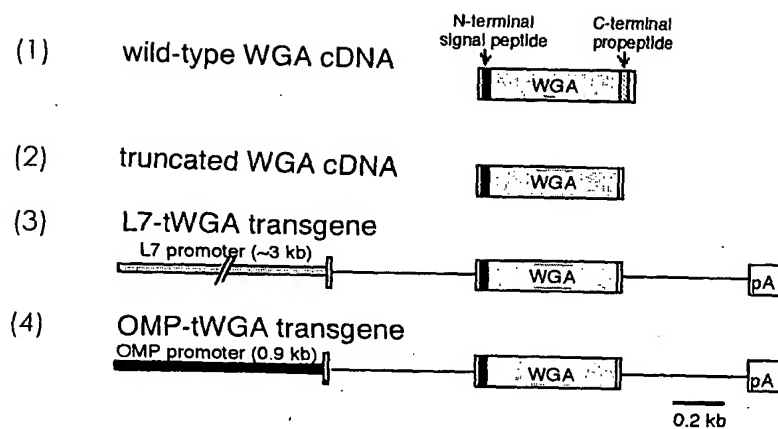 N-terminal signal peptide
C-terminal propeptide
(1) wild-type WGA cDNA
WGA
(2) truncated WGA cDNA
WGA
(3) L7-tWGA transgene
L7 promoter (~3 kb)
WGA
pA
(4) OMP-tWGA transgene
OMP promoter (0.9 kb)
WGA
pA
0.2 kb